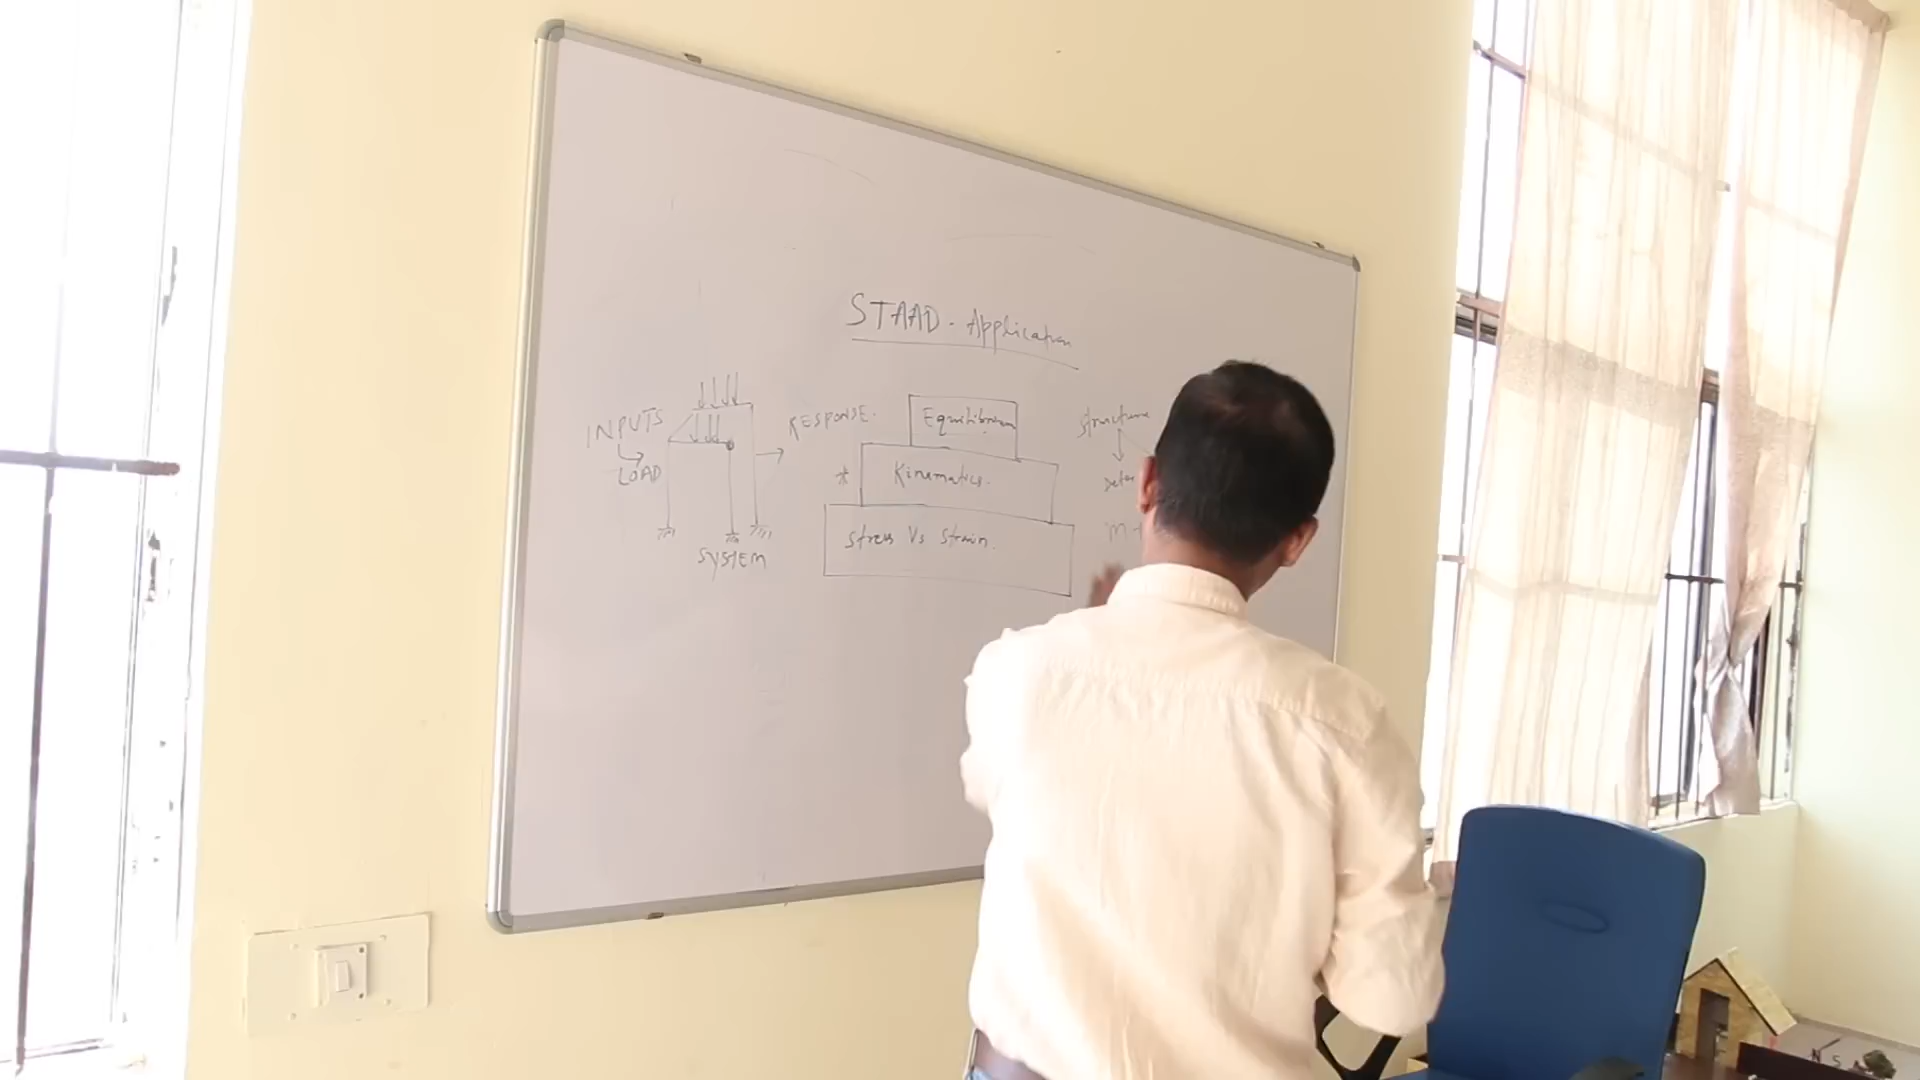 STAAD. Application
INPUTS
LOAD
SYSTEM
RESPONSE.
Equilibrium
* Kinematics.
Stress Vs Strain.
Structure